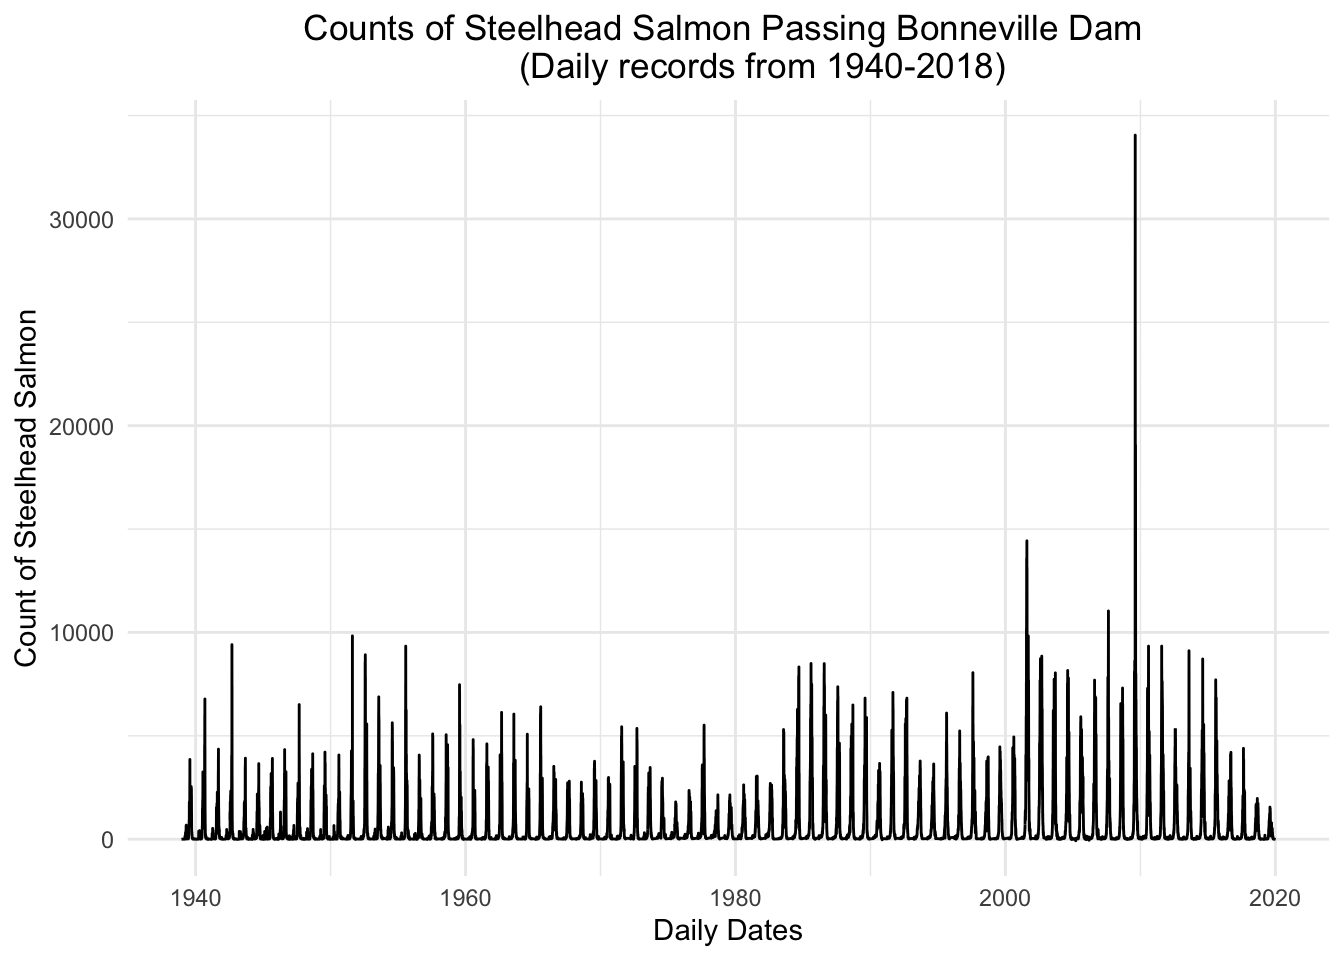 Counts of Steelhead Salmon Passing Bonneville Dam
(Daily records from 1940-2018)
Count of Steelhead Salmon
30000
20000
10000
0
1940 1960 1980 2000 2020
Daily Dates